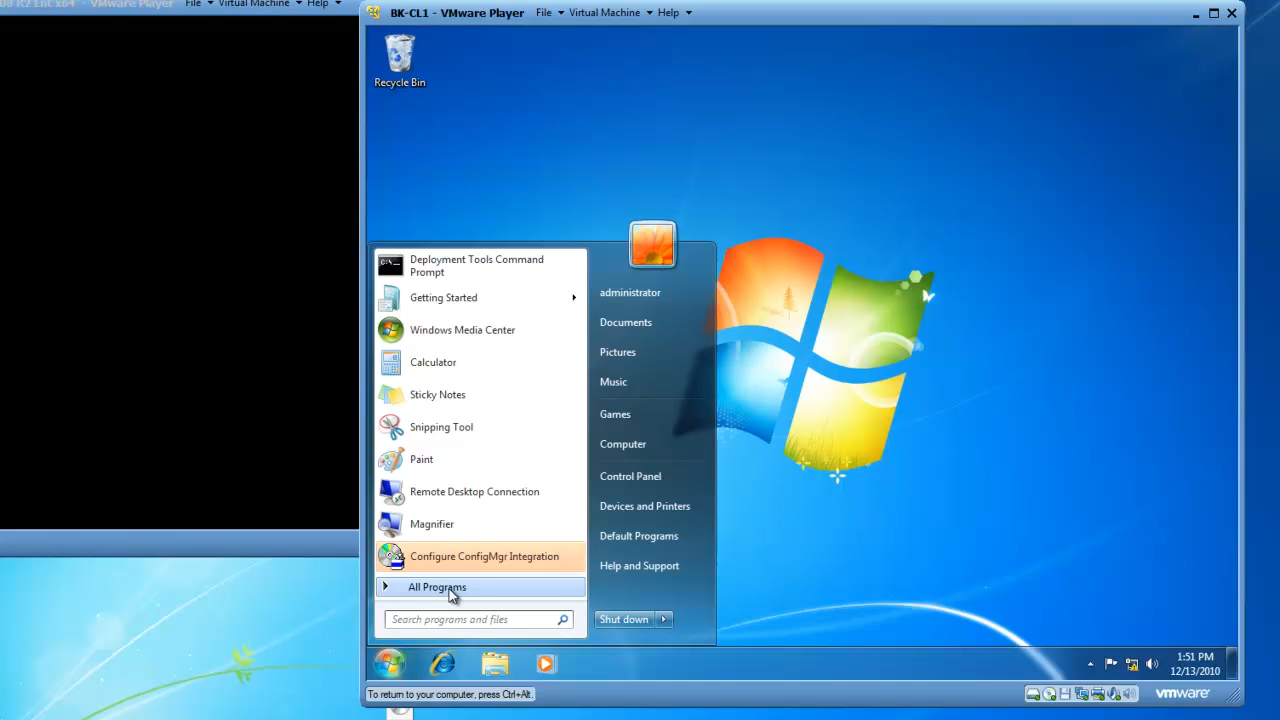 Virtual Machine
File
Help
BK-CL1 - VMware Player File Virtual Machine Help
Recycle Bin
Deployment Tools Command
Prompt
Getting Started
Windows Media Center
Calculator
Sticky Notes
Snipping Tool
Paint
Remote Desktop Connection
Magnifier
Configure ConfigMgr Integration
All Programs
Search programs and files
administrator
Documents
Pictures
Music
Games
Computer
Control Panel
Devices and Printers
Default Programs
Help and Support
Shut down
1:51 PM
12/13/2010
To return to your computer, press Ctrl+Alt.
vmware